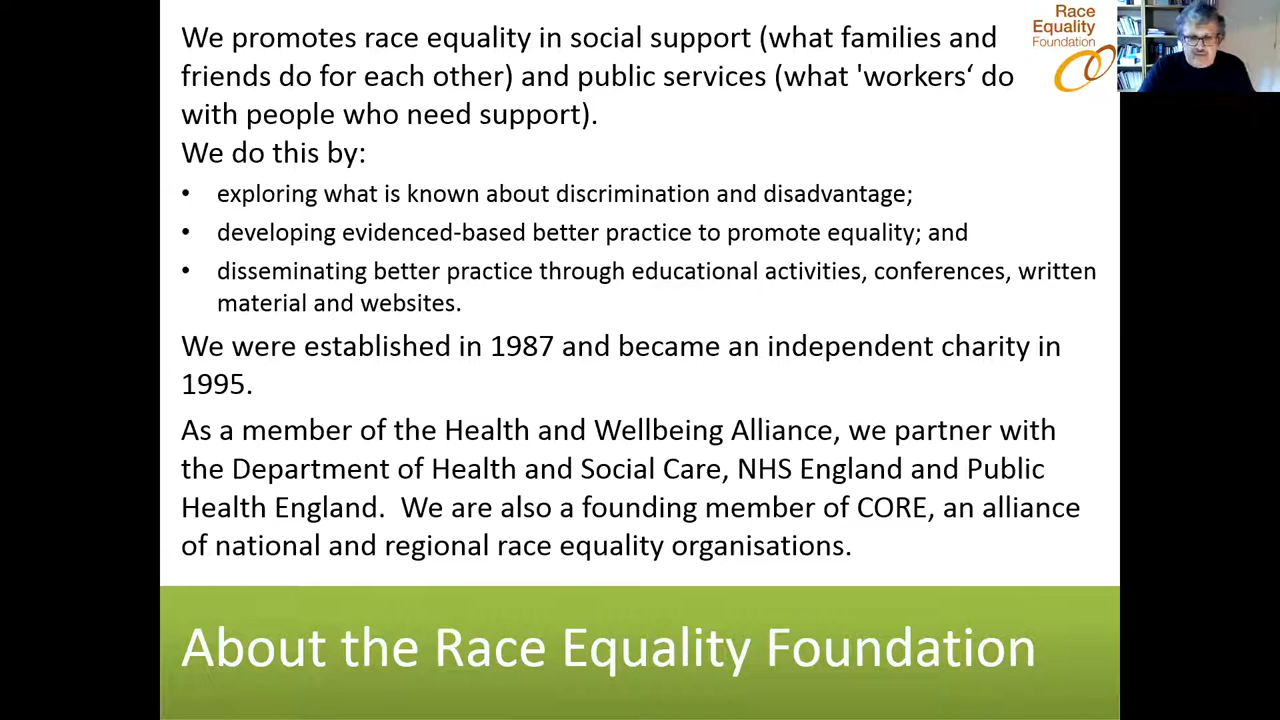 We promotes race equality in social support (what families and
friends do for each other) and public services (what 'workers‘ do
with people who need support).
We do this by:
• exploring what is known about discrimination and disadvantage;
• developing evidenced-based better practice to promote equality; and
• disseminating better practice through educational activities, conferences, written
material and websites.
We were established in 1987 and became an independent charity in
1995.
As a member of the Health and Wellbeing Alliance, we partner with
the Department of Health and Social Care, NHS England and Public
Health England.  We are also a founding member of CORE, an alliance
of national and regional race equality organisations.
About the Race Equality Foundation
Race
Equality
Foundation